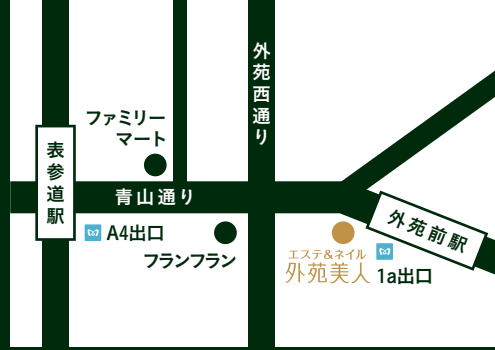 外苑西通り
ファミリー
マート
表参道駅
青山通り
A4出口
フランフラン
外苑前駅
エステ&ネイル
外苑美人
1a出口